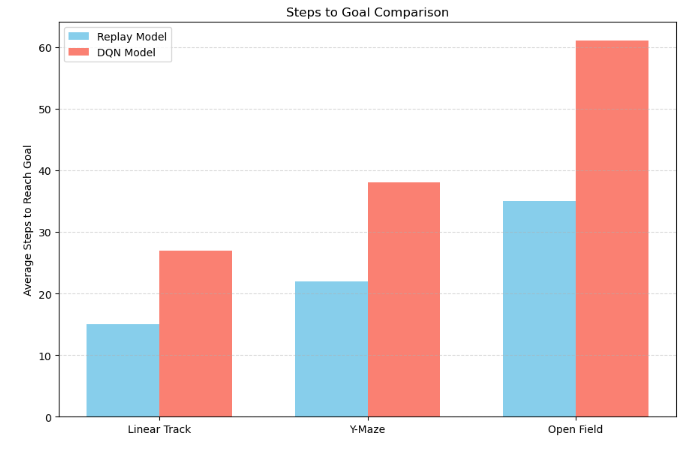 Steps to Goal Comparison
Replay Model
DQN Model
Average Steps to Reach Goal
60
50
40
30
20
10
0
Linear Track
Y-Maze
Open Field